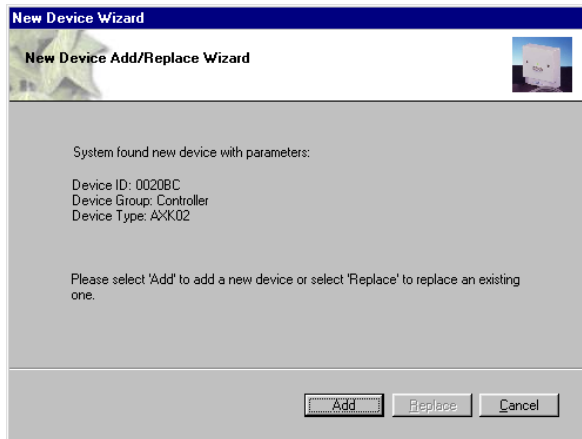 New Device Wizard
New Device Add/Replace Wizard
System found new device with parameters:
Device ID: 0020BC
Device Group: Controller
Device Type: AXK02
Please select 'Add' to add a new device or select 'Replace' to replace an existing
one.
Add
Replace
Cancel